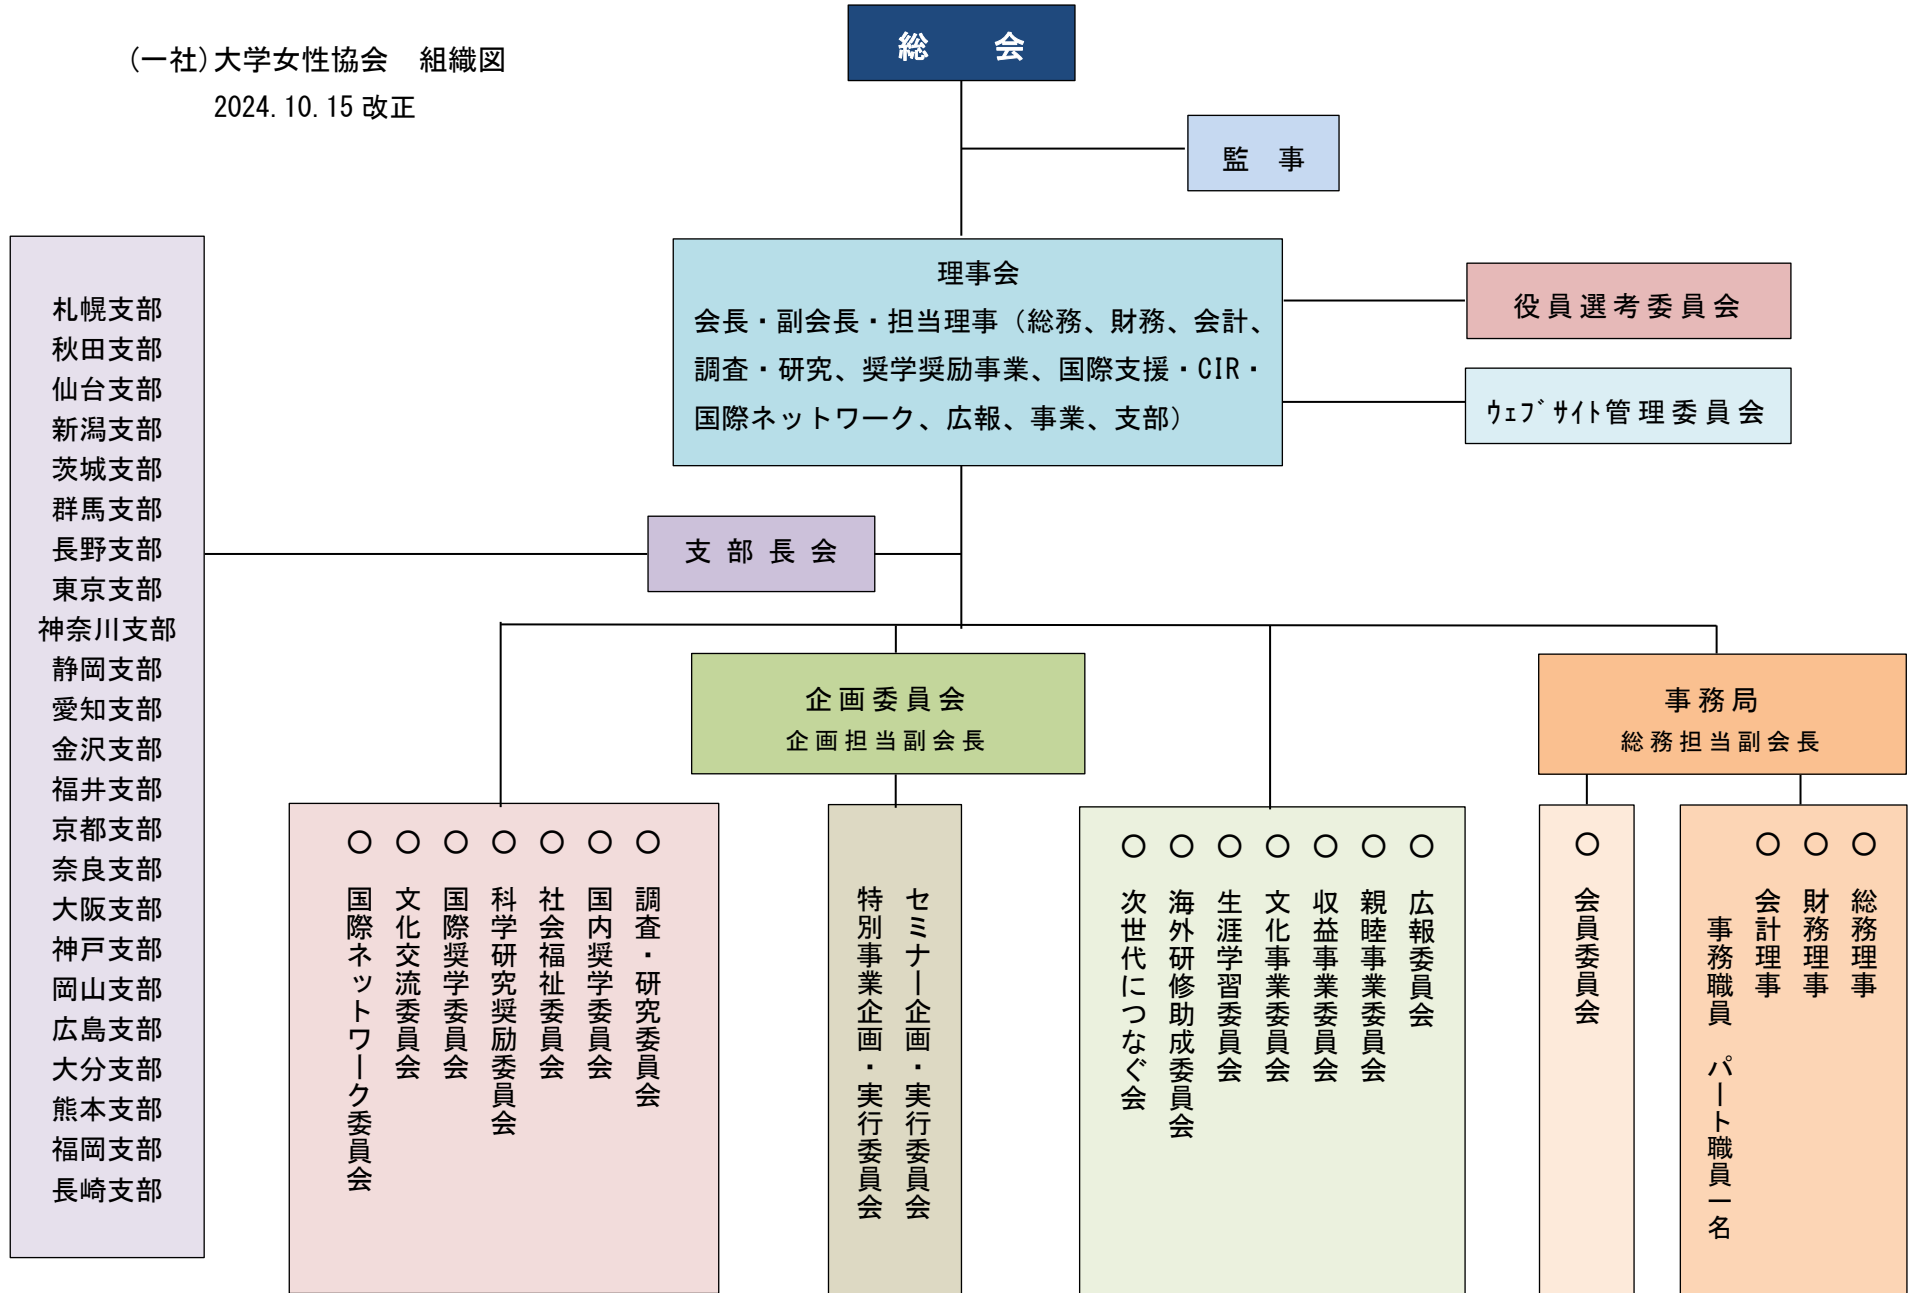 (一社)大学女性協会　組織図
2024.10.15 改正
総　会
監　事
理事会
会長・副会長・担当理事（総務、財務、会計、
調査・研究、奨学奨励事業、国際支援・CIR・
国際ネットワーク、広報、事業、支部）
役員選考委員会
ｳｪﾌﾞｻｲﾄ管理委員会
支部長会
札幌支部
秋田支部
仙台支部
新潟支部
茨城支部
群馬支部
長野支部
東京支部
神奈川支部
静岡支部
愛知支部
金沢支部
福井支部
京都支部
奈良支部
大阪支部
神戸支部
岡山支部
広島支部
大分支部
熊本支部
福岡支部
長崎支部
企画委員会
企画担当副会長
事務局
総務担当副会長
○　調査・研究委員会
○　国内奨学委員会
○　社会福祉委員会
○　科学研究奨励委員会
○　国際奨学委員会
○　文化交流委員会
○　国際ネットワーク委員会
セミナー企画・実行委員会
特別事業企画・実行委員会
○　広報委員会
○　親睦事業委員会
○　収益事業委員会
○　文化事業委員会
○　生涯学習委員会
○　海外研修助成委員会
○　次世代につなぐ会
○　会員委員会
○　総務理事
○　財務理事
○　会計理事
事務職員　パート職員一名